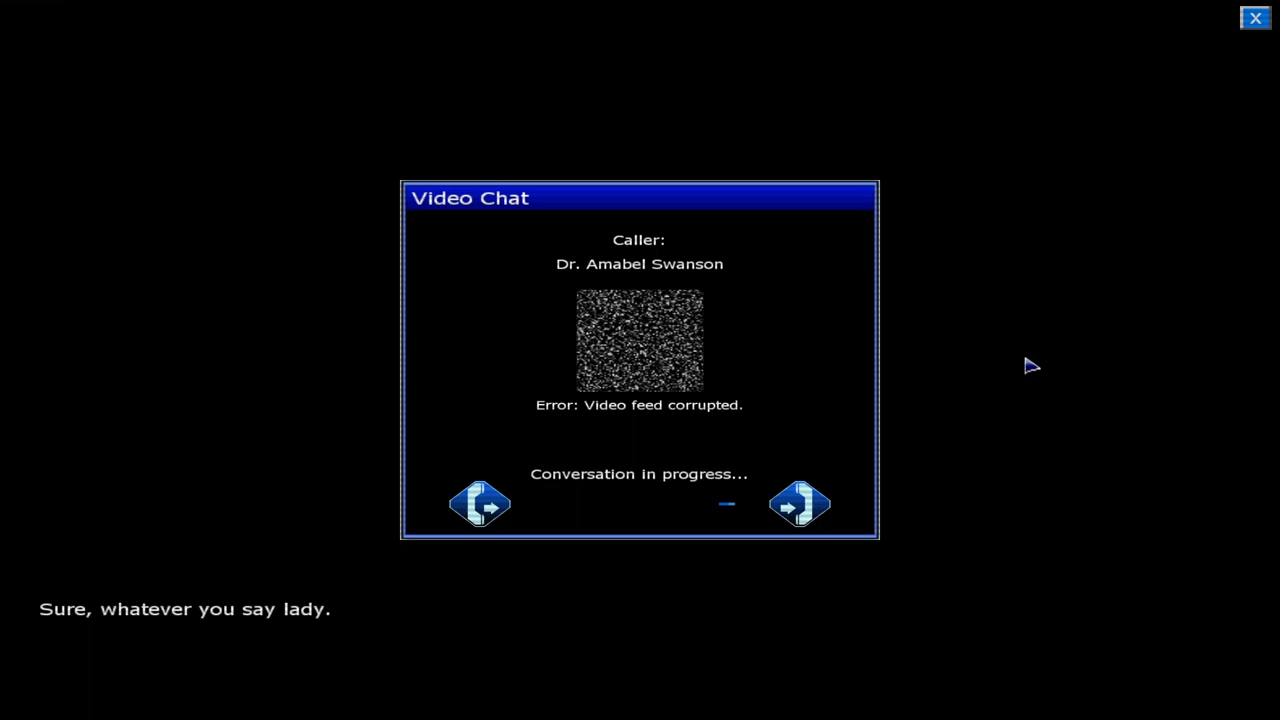 X
Video Chat
Caller:
Dr. Amabel Swanson
Error: Video feed corrupted.
Conversation in progress...
Sure, whatever you say lady.